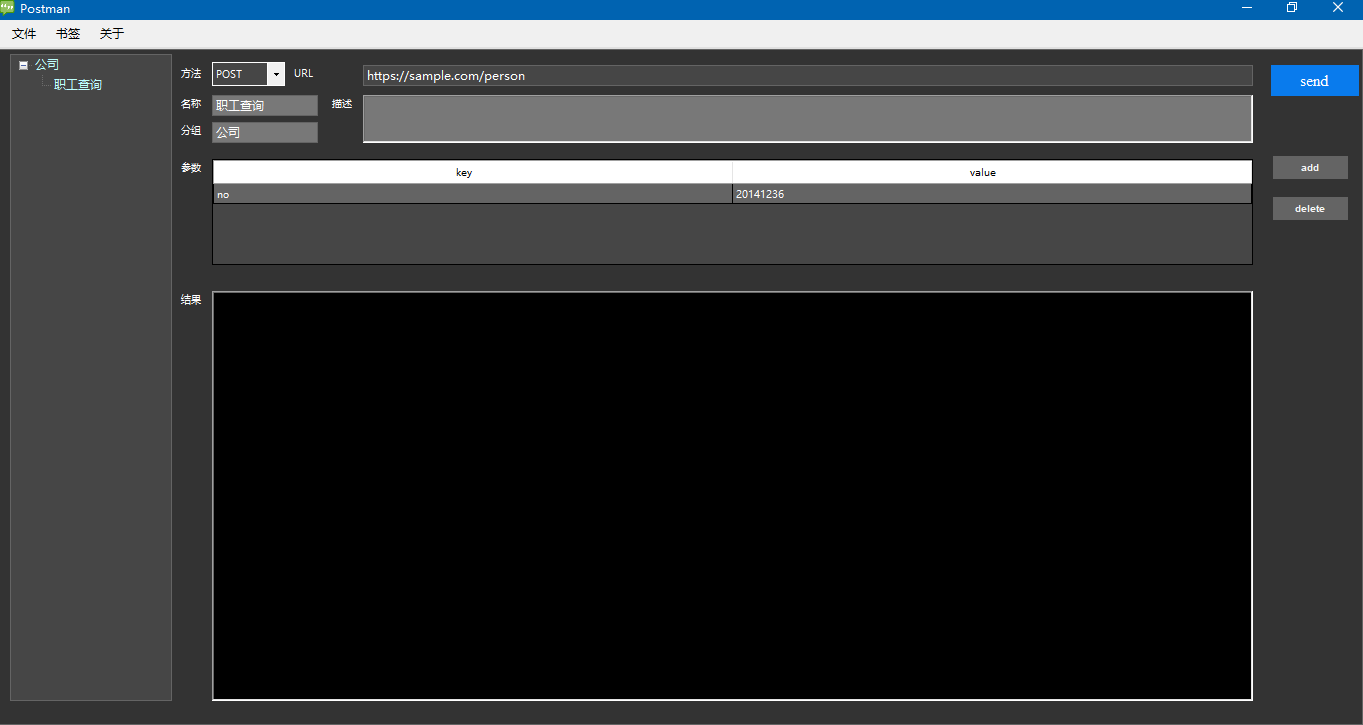 Postman
文件 书签 关于
公司
职工查询
方法 POST URL https://sample.com/person send
名称 职工查询 描述
分组 公司
参数 key value add
no 20141236
delete
结果